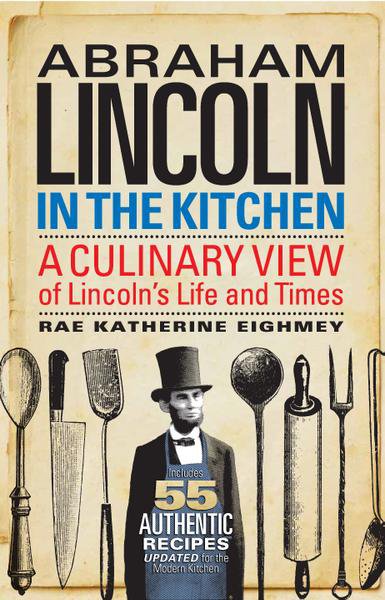 ABRAHAM
LINCOLN
IN THE KITCHEN
A CULINARY VIEW
of Lincoln's Life and Times
RAE KATHERINE EIGHMEY
Includes
55
AUTHENTIC
RECIPES
UPDATED for the
Modern Kitchen